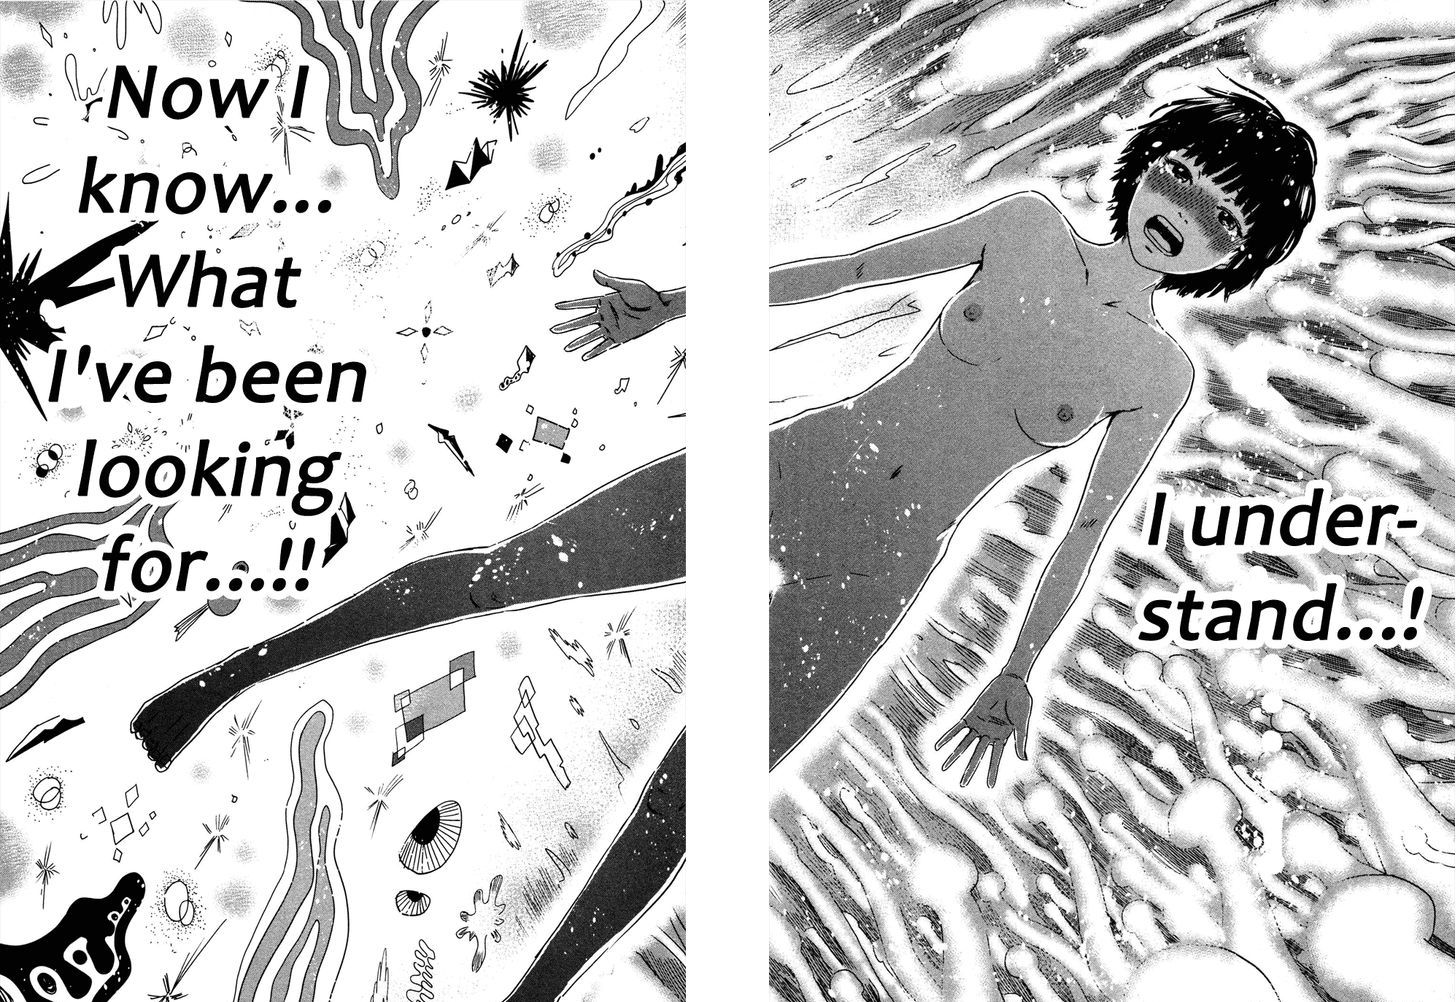 I under-
stand...!
Now I
know...
What
I've been
looking
for...!!